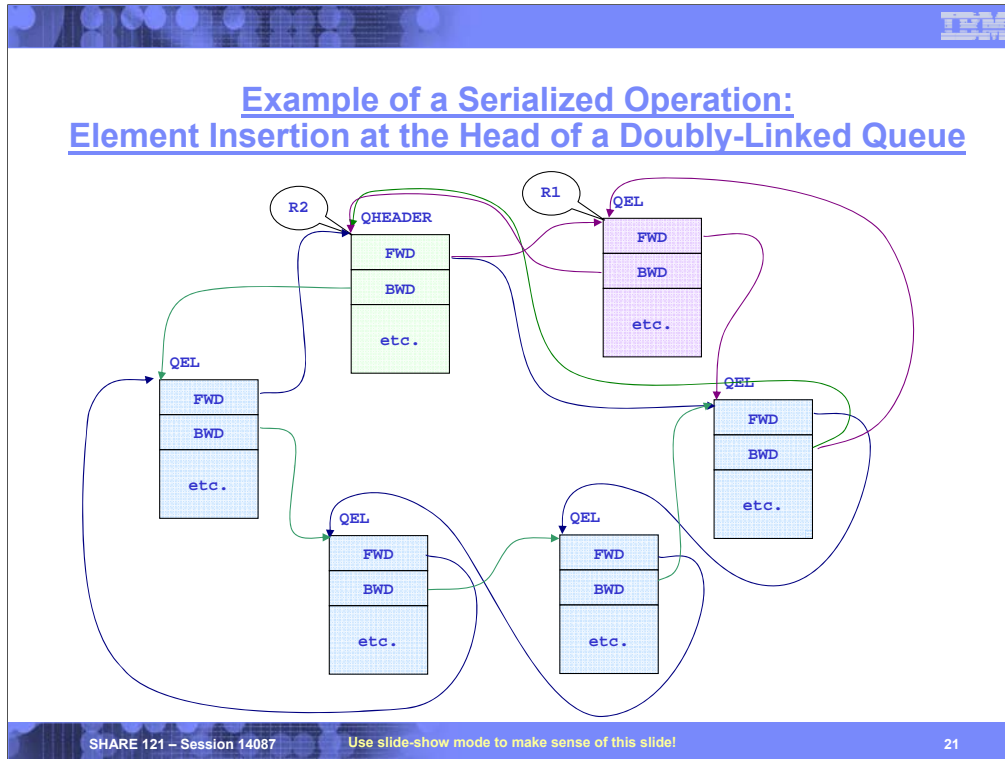 IBM
Example of a Serialized Operation:
Element Insertion at the Head of a Doubly-Linked Queue
R2
QHEADER
FWD
BWD
etc.
R1
QEL
FWD
BWD
etc.
QEL
FWD
BWD
etc.
QEL
FWD
BWD
etc.
QEL
FWD
BWD
etc.
QEL
FWD
BWD
etc.
SHARE 121 – Session 14087
Use slide-show mode to make sense of this slide!
21